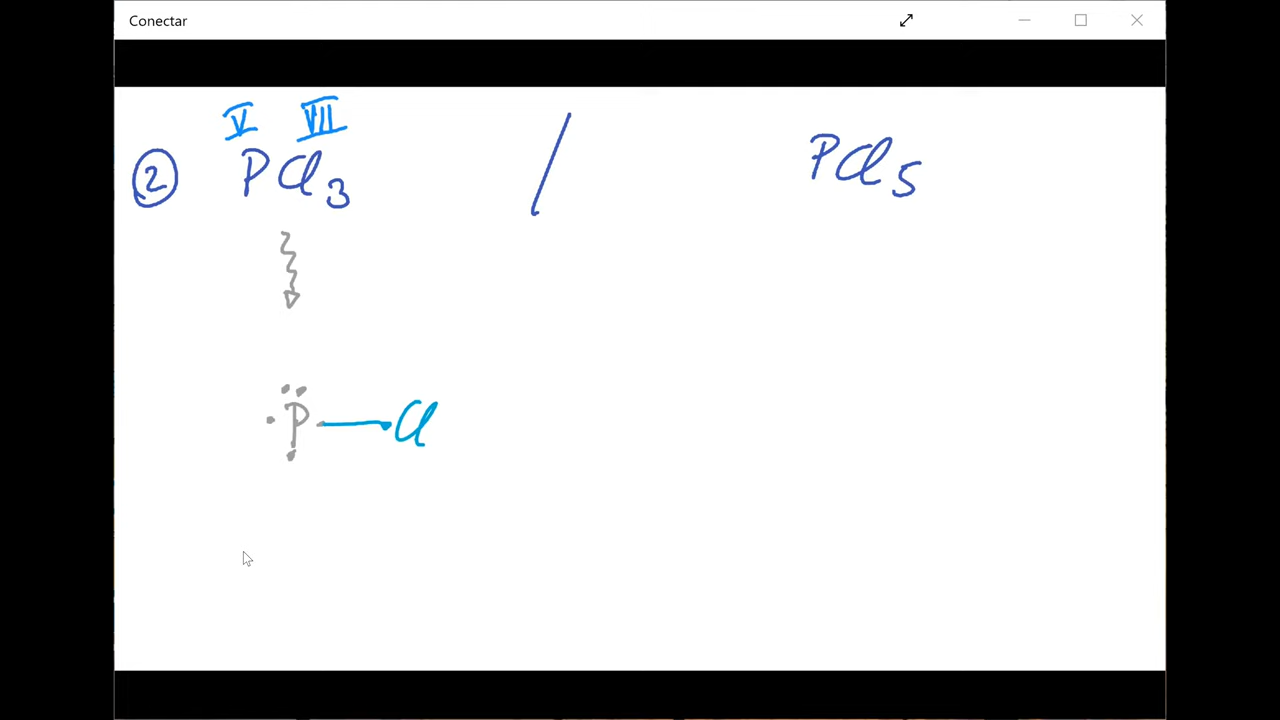 Conectar
V VII
② PCl3 / PCl5
P Cl